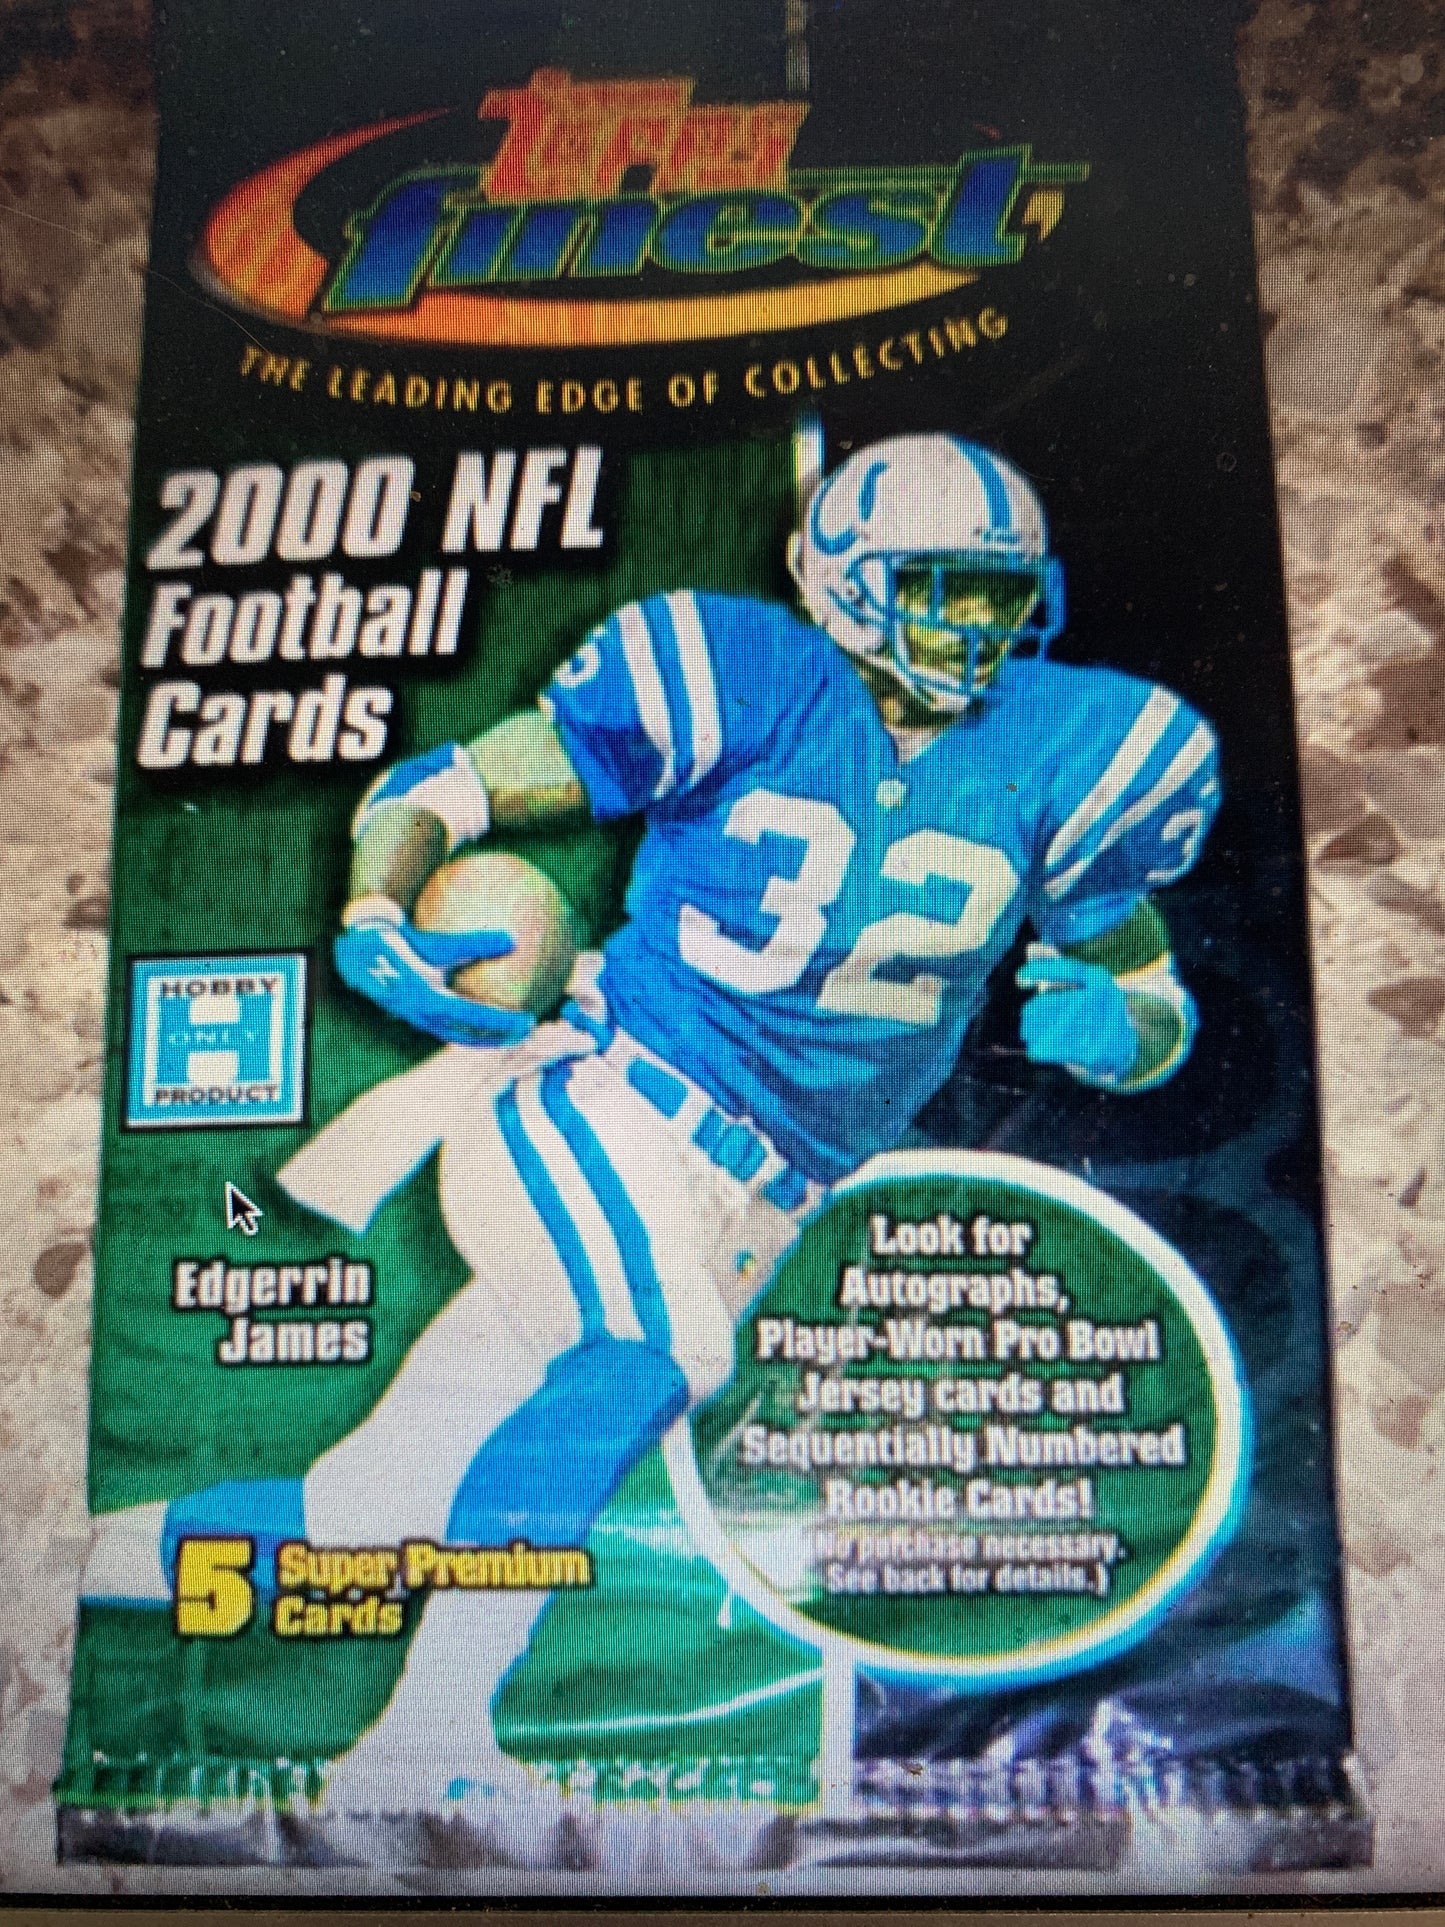 topps
finest
THE LEADING EDGE OF COLLECTING
2000 NFL
Football
Cards
32
HOBBY
ONLY
PRODUCT
Edgerrin
James
Look for
Autographs,
Player-Worn Pro Bowl
Jersey cards and
Sequentially Numbered
Rookie Cards!
(No purchase necessary.
See back for details.)
5 Super Premium
Cards